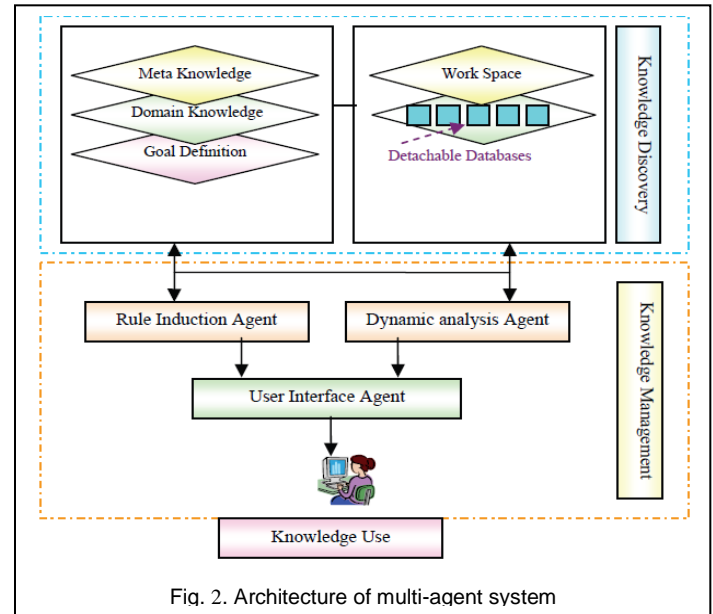 Meta Knowledge
Domain Knowledge
Goal Definition
Work Space
Detachable Databases
Knowledge Discovery
Rule Induction Agent
Dynamic analysis Agent
User Interface Agent
Knowledge Management
Knowledge Use
Fig. 2. Architecture of multi-agent system